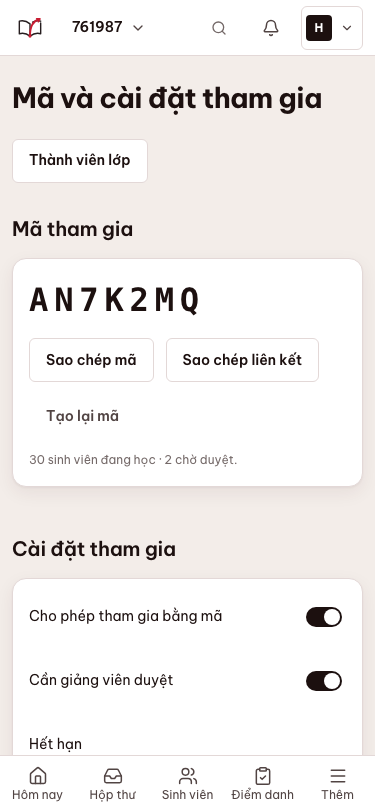 761987
H
Mã và cài đặt tham gia
Thành viên lớp
Mã tham gia
AN7K2MQ
Sao chép mã
Sao chép liên kết
Tạo lại mã
30 sinh viên đang học · 2 chờ duyệt.
Cài đặt tham gia
Cho phép tham gia bằng mã
Cần giảng viên duyệt
Hết hạn
Hôm nay
Hộp thư
Sinh viên
Điểm danh
Thêm